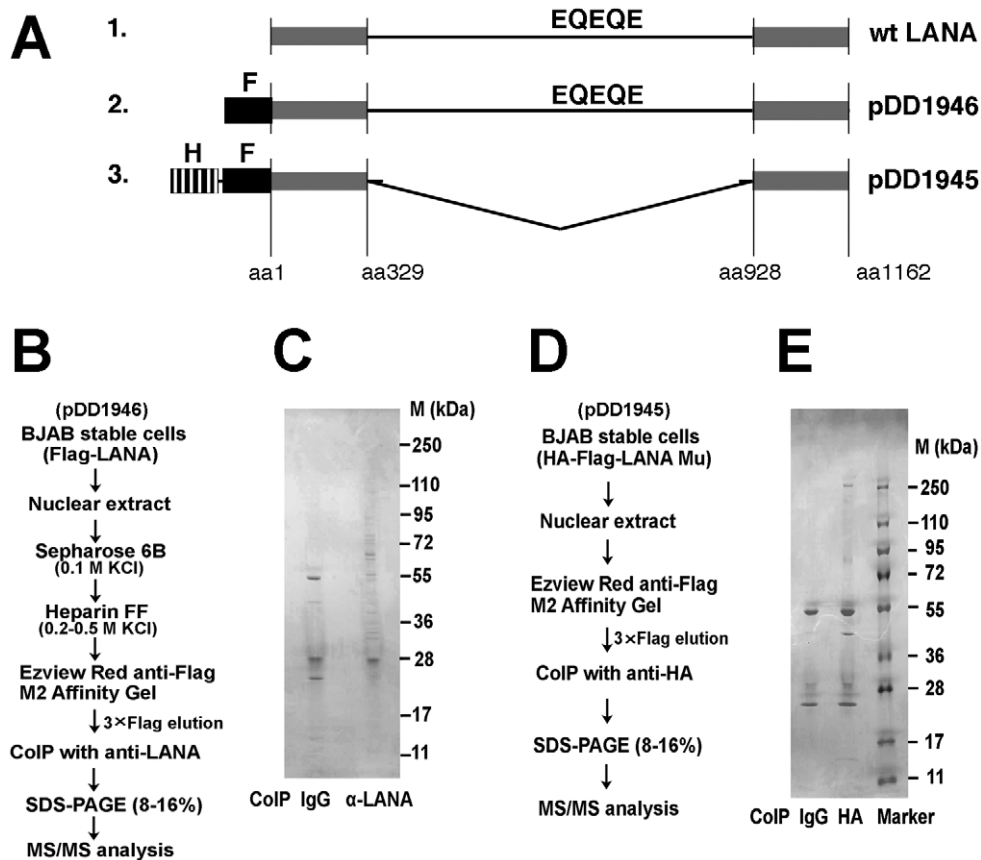 A
1. EQEQE wt LANA
F
2. EQEQE pDD1946
H F
3. pDD1945
aa1 aa329 aa928 aa1162
B
(pDD1946)
BJAB stable cells
(Flag-LANA)
Nuclear extract
Sepharose 6B
(0.1 M KCl)
Heparin FF
(0.2-0.5 M KCl)
Ezview Red anti-Flag
M2 Affinity Gel
3×Flag elution
CoIP with anti-LANA
SDS-PAGE (8-16%)
MS/MS analysis
C
M (kDa)
250
110
95
72
55
36
28
17
11
CoIP IgG α-LANA
D
(pDD1945)
BJAB stable cells
(HA-Flag-LANA Mu)
Nuclear extract
Ezview Red anti-Flag
M2 Affinity Gel
3×Flag elution
CoIP with anti-HA
SDS-PAGE (8-16%)
MS/MS analysis
E
M (kDa)
250
110
95
72
55
36
28
17
11
CoIP IgG HA Marker